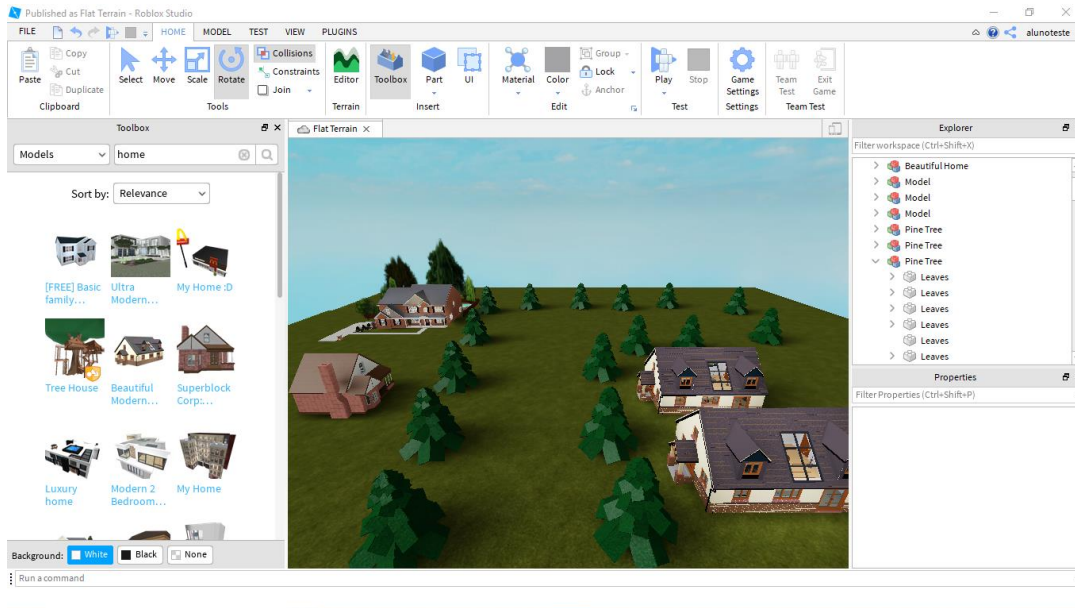 Published as Flat Terrain - Roblox Studio
FILE HOME MODEL TEST VIEW PLUGINS
alunoteste
Paste
Copy
Cut
Duplicate
Clipboard
Select Move Scale Rotate
Collisions
Constraints
Join
Tools
Editor
Terrain
Toolbox Part UI
Insert
Material Color
Group
Lock
Anchor
Edit
Play Stop
Test
Game
Settings
Settings
Team
Test
Exit
Game
Team Test
Toolbox
Models
home
Sort by: Relevance
[FREE] Basic
family...
Ultra
Modern...
My Home :D
Tree House
Beautiful
Modern...
Superblock
Corp:...
Luxury
home
Modern 2
Bedroom...
My Home
Background: White Black None
Flat Terrain
Explorer
Filter workspace (Ctrl+Shift+X)
Beautiful Home
Model
Model
Model
Pine Tree
Pine Tree
Pine Tree
Leaves
Leaves
Leaves
Leaves
Leaves
Leaves
Properties
Filter Properties (Ctrl+Shift+P)
Run a command